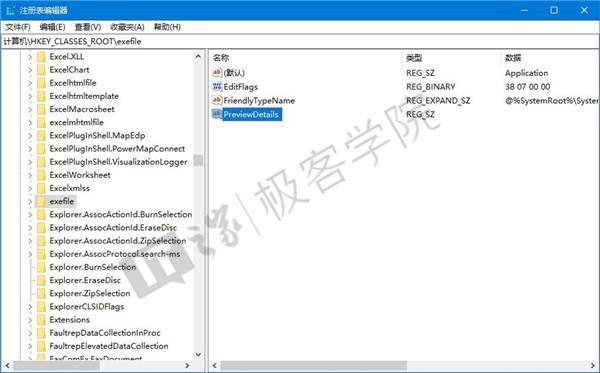 注册表编辑器
文件(F) 编辑(E) 查看(V) 收藏夹(A) 帮助(H)
计算机\HKEY_CLASSES_ROOT\exefile
Excel.XLL
ExcelChart
Excelhtmlfile
Excelhtmltemplate
ExcelMacrosheet
excelmhtmlfile
ExcelPlugInShell.MapEdp
ExcelPlugInShell.PowerMapConnect
ExcelPlugInShell.VisualizationLogger
ExcelWorksheet
Excelxmlss
exefile
Explorer.AssocActionId.BurnSelection
Explorer.AssocActionId.EraseDisc
Explorer.AssocActionId.ZipSelection
Explorer.AssocProtocol.search-ms
Explorer.BurnSelection
Explorer.EraseDisc
Explorer.ZipSelection
ExplorerCLSIDFlags
Extensions
FaultrepDataCollectionInProc
FaultrepElevatedDataCollection
FaxComEx.FaxDocument
名称 类型 数据
(默认) REG_SZ Application
EditFlags REG_BINARY 38 07 00 00
FriendlyTypeName REG_EXPAND_SZ @%SystemRoot%\System
PreviewDetails REG_SZ
极客学院